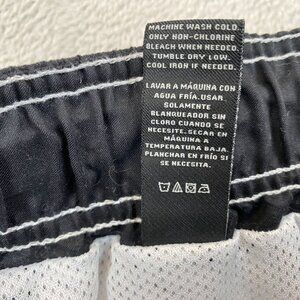 MACHINE WASH COLD
ONLY NON-CHLORINE
BLEACH WHEN NEEDED.
TUMBLE DRY LOW.
COOL IRON IF NEEDED.
LAVAR A MÁQUINA CON
AGUA FRÍA. USAR
SOLAMENTE
BLANQUEADOR SIN
CLORO CUANDO SE
NECESITE. SECAR EN
MÁQUINA A
TEMPERATURA BAJA.
PLANCHAR EN FRÍO SI
SE NECESITA.